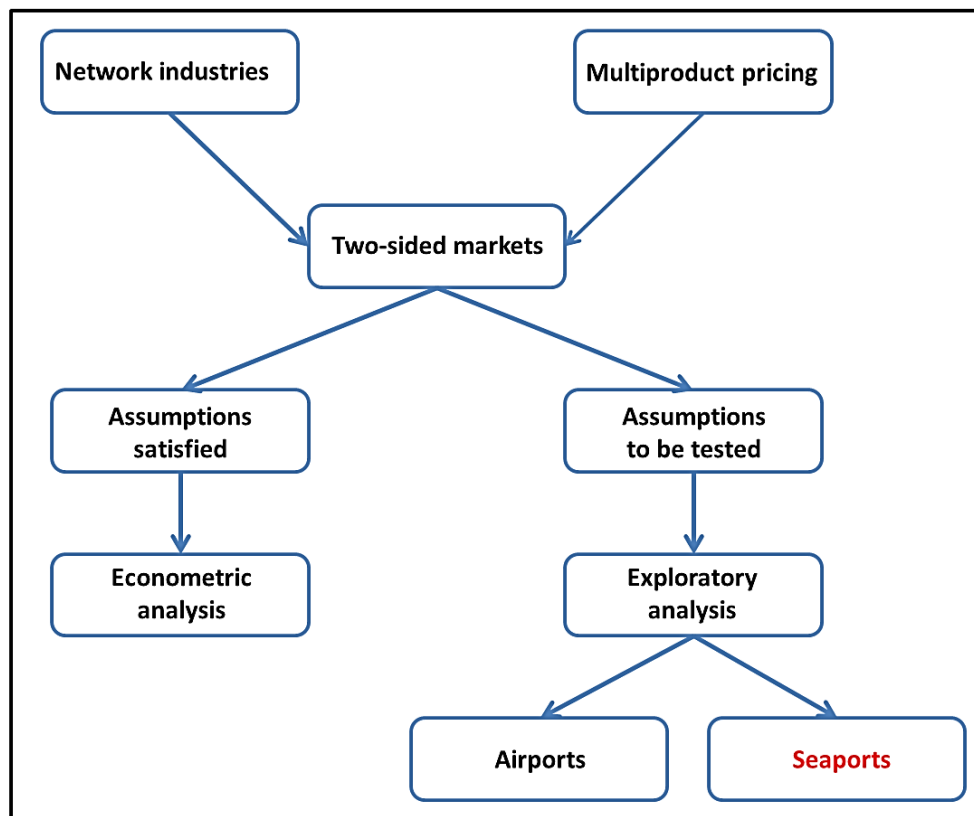 Network industries
Multiproduct pricing
Two-sided markets
Assumptions
satisfied
Assumptions
to be tested
Econometric
analysis
Exploratory
analysis
Airports
Seaports